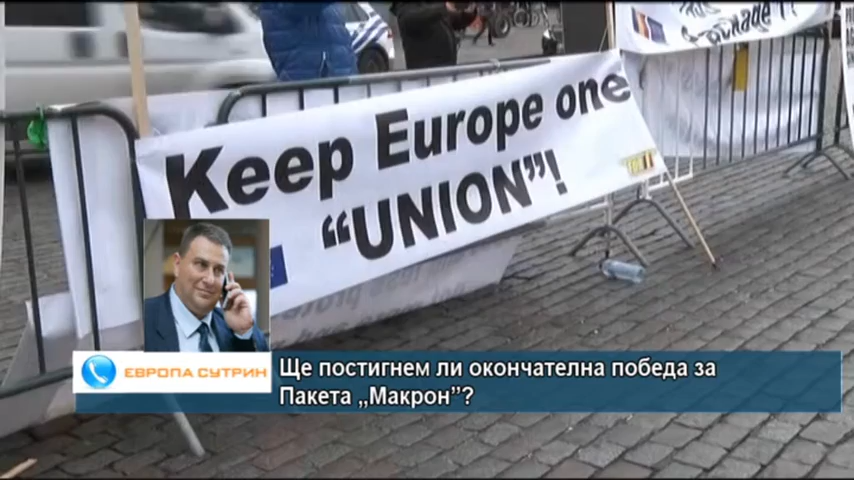 Keep Europe one
"UNION"!
ЕВРОПА СУТРИН
Ще постигнем ли окончателна победа за
Пакета „Макрон”?